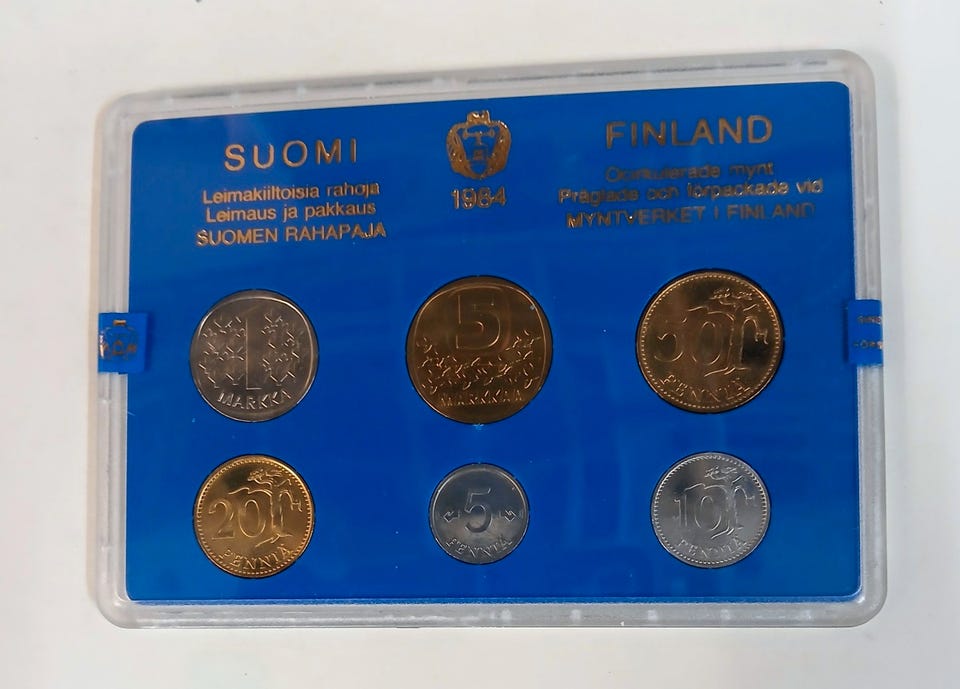 SUOMI
Leimakiiltoisia rahoja
Leimaus ja pakkaus
SUOMEN RAHAPAJA
1984
FINLAND
Ocirkulerade mynt
Präglade och förpackade vid
MYNTVERKET I FINLAND
1
MARKKA
5
MARKKAA
50
PENNIÄ
20
PENNIÄ
5
PENNIÄ
10
PENNIÄ